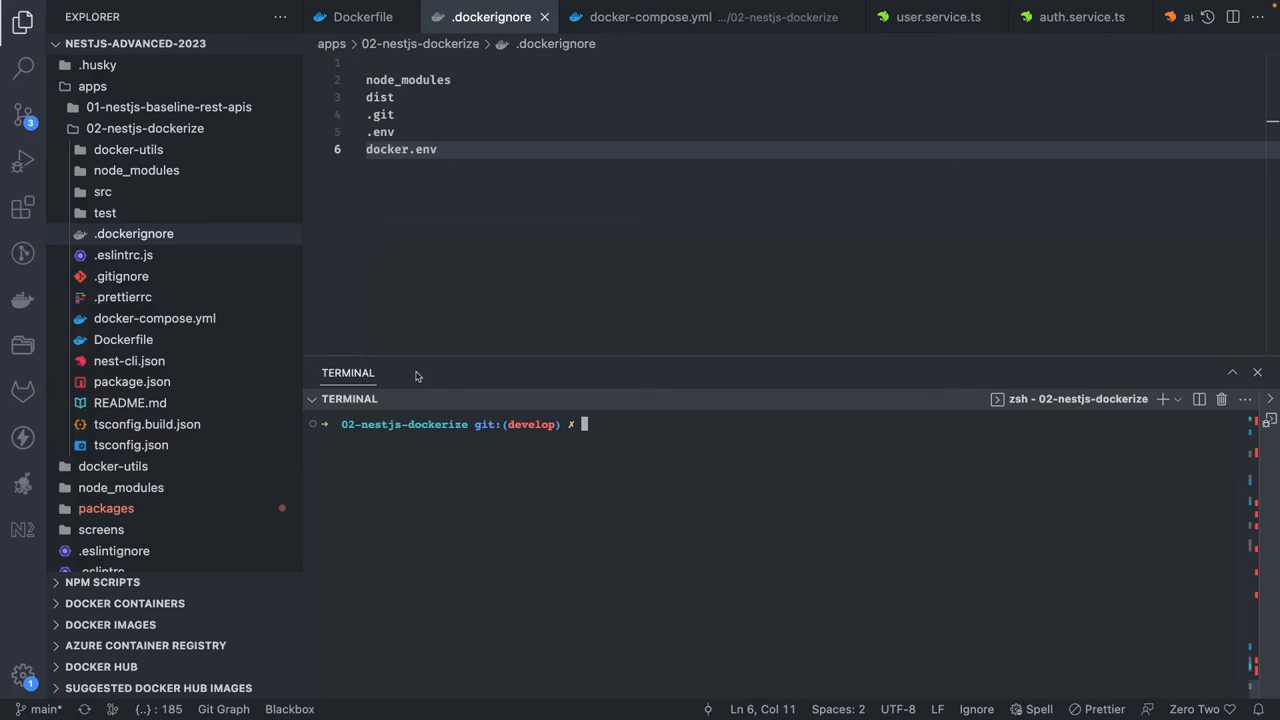 EXPLORER
NESTJS-ADVANCED-2023
.husky
apps
01-nestjs-baseline-rest-apis
02-nestjs-dockerize
docker-utils
node_modules
src
test
.dockerignore
.eslintrc.js
.gitignore
.prettierrc
docker-compose.yml
Dockerfile
nest-cli.json
package.json
README.md
tsconfig.build.json
tsconfig.json
docker-utils
node_modules
packages
screens
.eslintignore
.eslintrc
NPM SCRIPTS
DOCKER CONTAINERS
DOCKER IMAGES
AZURE CONTAINER REGISTRY
DOCKER HUB
SUGGESTED DOCKER HUB IMAGES
3
1
Dockerfile .dockerignore docker-compose.yml .../02-nestjs-dockerize user.service.ts auth.service.ts
apps > 02-nestjs-dockerize > .dockerignore
1
2 node_modules
3 dist
4 .git
5 .env
6 docker.env
TERMINAL
TERMINAL zsh - 02-nestjs-dockerize
→ 02-nestjs-dockerize git:(develop) ✗
main* {..} : 185 Git Graph Blackbox Ln 6, Col 11 Spaces: 2 UTF-8 LF Ignore Spell Prettier Zero Two